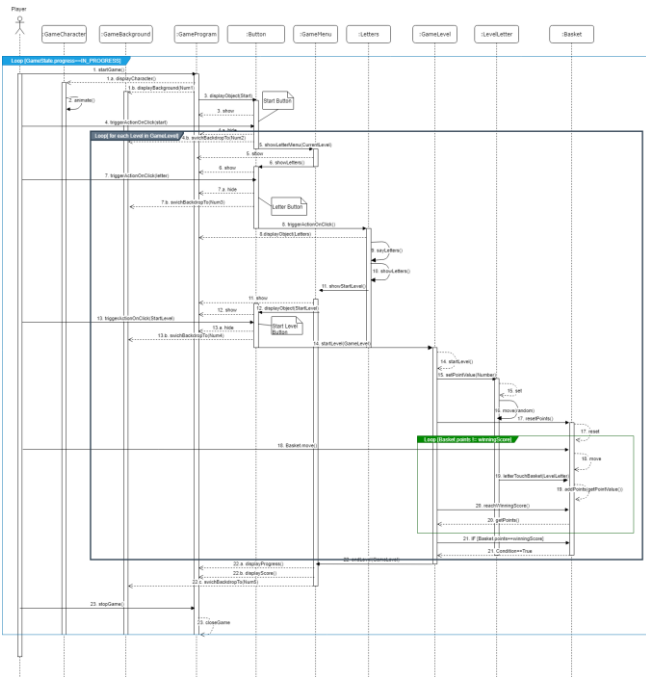 Player
:GameCharacter
:GameBackground
:GameProgram
:Button
:GameMenu
:Letters
:GameLevel
:LevelLetter
:Basket
Loop [GameState progress==IN_PROGRESS]
1. startGame()
1.a. displayCharacter()
1.b. displayBackground(Num1
2. animate()
3. displayObject(Start)
Start Button
3. show
4. triggerActionOnClick(start)
4.a. hide
Loop[ for each Level in GameLevel]
4.b. switchBackdropTo(Num2)
5. showLetterMenu(CurrentLevel)
5. show
6. showLetters()
6. show
7. triggerActionOnClick(letter)
7.a. hide
7.b. switchBackdropTo(Num3)
Letter Button
8. triggerActionOnClick()
8.displayObject(Letters)
9. sayLetters()
10. showLetters()
11. showStartLevel()
11. show
12. displayObject(StartLevel)
12. show
13. triggerActionOnClick(StartLevel)
13.a. hide
Start Level
Button
13.b. switchBackdropTo(Num4)
14. startLevel(GameLevel)
14. startLevel()
15. setPointValue(Number)
15. set
16. move(random)
17. resetPoints()
17. reset
Loop [Basket points != winningScore]
18. Basket.move()
18. move
19. letterTouchBasket(LevelLetter)
19. addPoints(getPointValue())
20. reachWinningScore()
20. getPoints()
21. IF [Basket.points==winningScore]
21. Condition==True
22. endLevel(GameLevel)
22.a. displayProgress()
22.b. displayScore()
22.c. switchBackdropTo(Num5)
23. stopGame()
23. closeGame